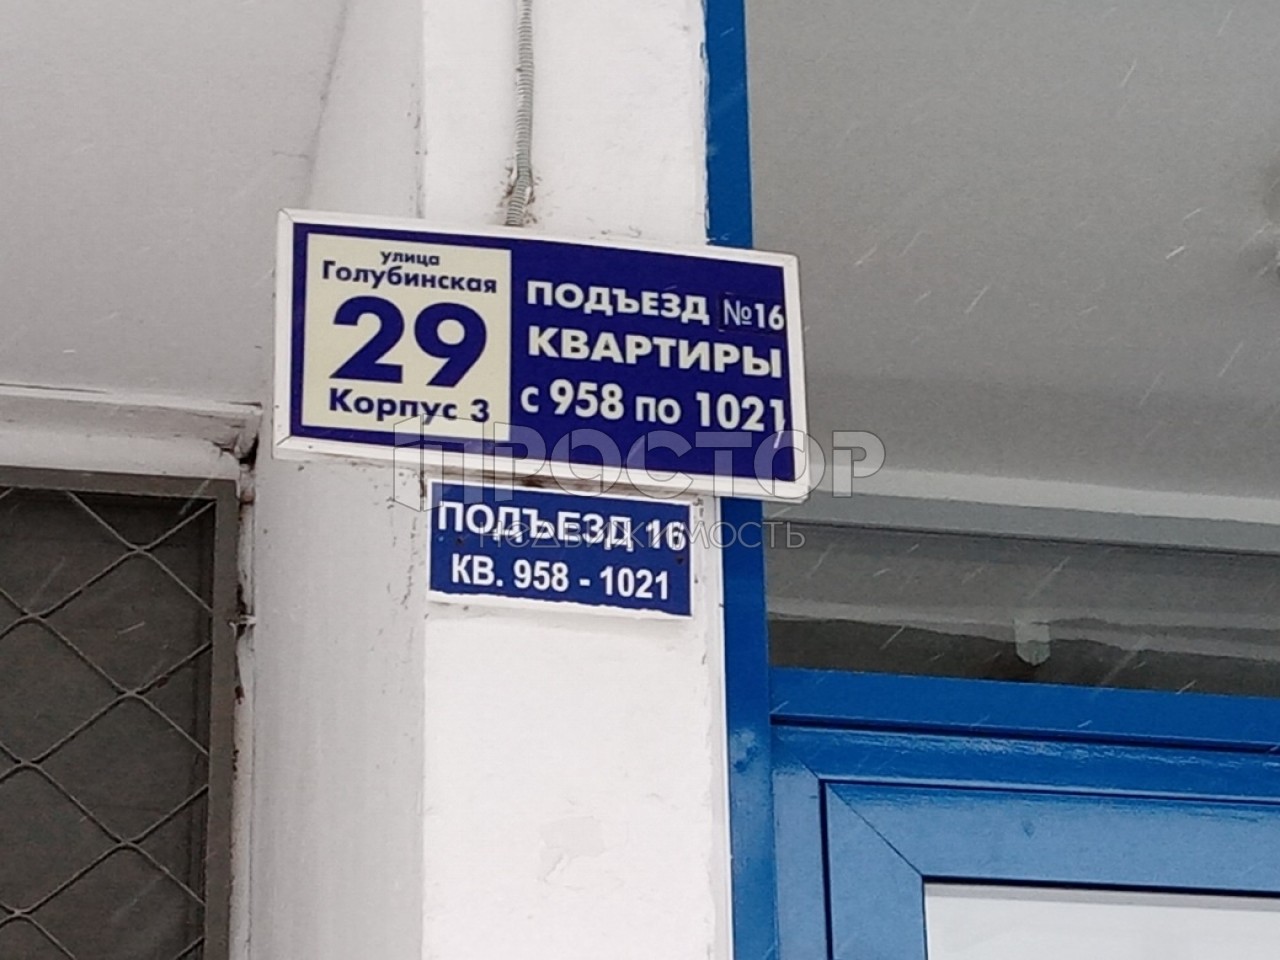 улица
Голубинская
29
Корпус 3
ПОДЪЕЗД №16
КВАРТИРЫ
с 958 по 1021
ПРОСТОР
недвижимость
ПОДЪЕЗД 16
КВ. 958 - 1021